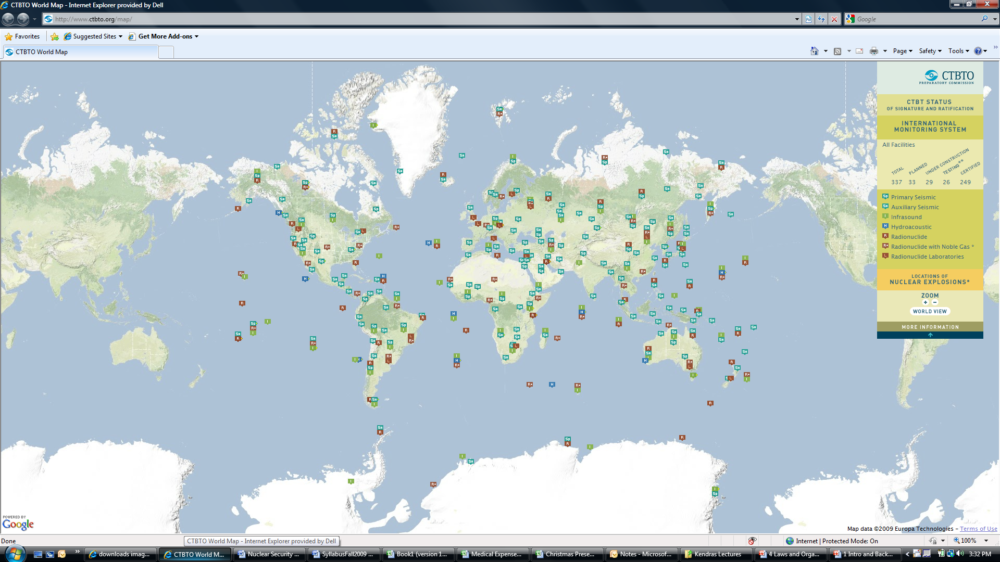 CTBTO World Map - Internet Explorer provided by Dell
http://www.ctbto.org/map/
Google
Favorites
Suggested Sites
Get More Add-ons
CTBTO World Map
Page
Safety
Tools
CTBTO
PREPARATORY COMMISSION
CTBT STATUS
OF SIGNATURE AND RATIFICATION
INTERNATIONAL
MONITORING SYSTEM
All Facilities
TOTAL PLANNED UNDER CONSTRUCTION TESTING** CERTIFIED
337 33 29 26 249
Sp Primary Seismic
Sa Auxiliary Seismic
I Infrasound
H Hydroacoustic
R Radionuclide
R+ Radionuclide with Noble Gas *
L Radionuclide Laboratories
LOCATIONS OF
NUCLEAR EXPLOSIONS*
ZOOM
+ −
WORLD VIEW
MORE INFORMATION
POWERED BY
Google
Map data ©2009 Europa Technologies - Terms of Use
Done
CTBTO World Map - Internet Explorer provided by Dell
Internet | Protected Mode: On
100%
downloads imag...
CTBTO World M...
Nuclear Security ...
SyllabusFall2009 ...
Book1 (version 1...
Medical Expense...
Christmas Prese...
Notes - Microsof...
Kendras Lectures
4 Laws and Orga...
1 Intro and Back...
3:32 PM